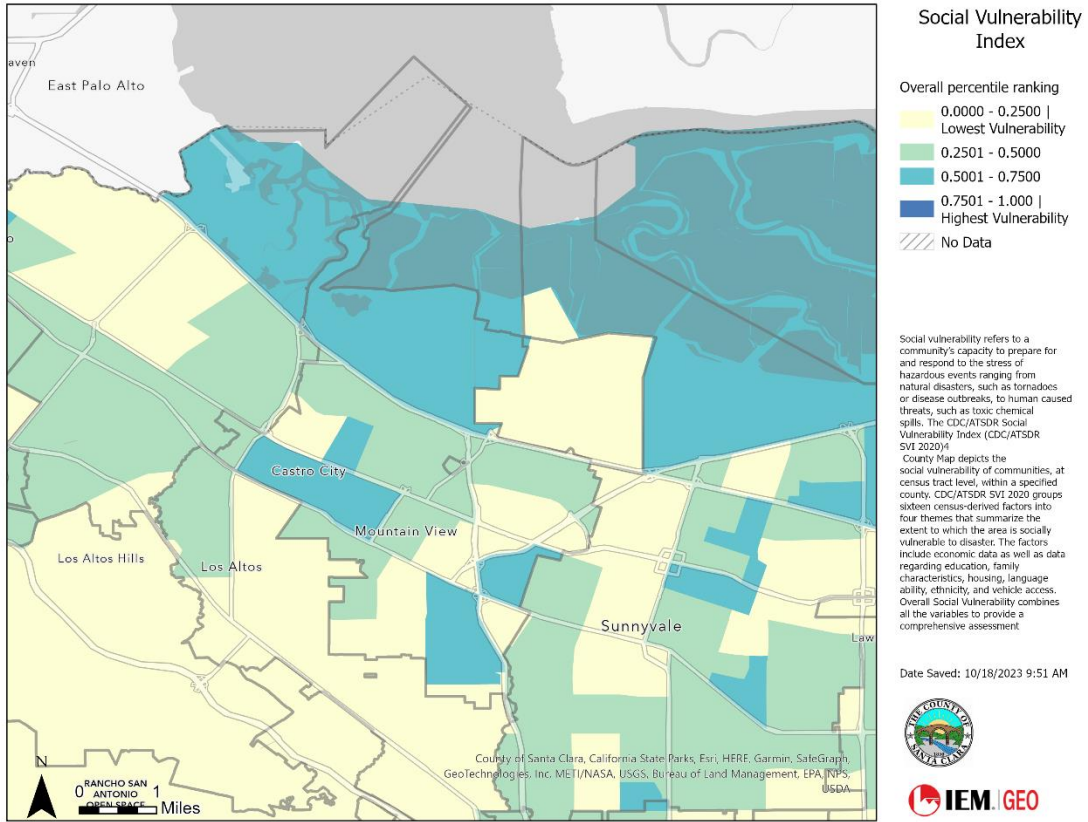 aven
East Palo Alto
o
Castro City
Mountain View
Los Altos Hills
Los Altos
Sunnyvale
Law
County of Santa Clara, California State Parks, Esri, HERE, Garmin, SafeGraph,
GeoTechnologies, Inc, METI/NASA, USGS, Bureau of Land Management, EPA, NPS,
USDA
N
RANCHO SAN
ANTONIO
OPEN SPACE
0 1
Miles
Social Vulnerability
Index
Overall percentile ranking
0.0000 - 0.2500 |
Lowest Vulnerability
0.2501 - 0.5000
0.5001 - 0.7500
0.7501 - 1.000 |
Highest Vulnerability
No Data
Social vulnerability refers to a
community's capacity to prepare for
and respond to the stress of
hazardous events ranging from
natural disasters, such as tornadoes
or disease outbreaks, to human caused
threats, such as toxic chemical
spills. The CDC/ATSDR Social
Vulnerability Index (CDC/ATSDR
SVI 2020)4
County Map depicts the
social vulnerability of communities, at
census tract level, within a specified
county. CDC/ATSDR SVI 2020 groups
sixteen census-derived factors into
four themes that summarize the
extent to which the area is socially
vulnerable to disaster. The factors
include economic data as well as data
regarding education, family
characteristics, housing, language
ability, ethnicity, and vehicle access.
Overall Social Vulnerability combines
all the variables to provide a
comprehensive assessment
Date Saved: 10/18/2023 9:51 AM
THE COUNTY OF
SANTA CLARA
IEM | GEO